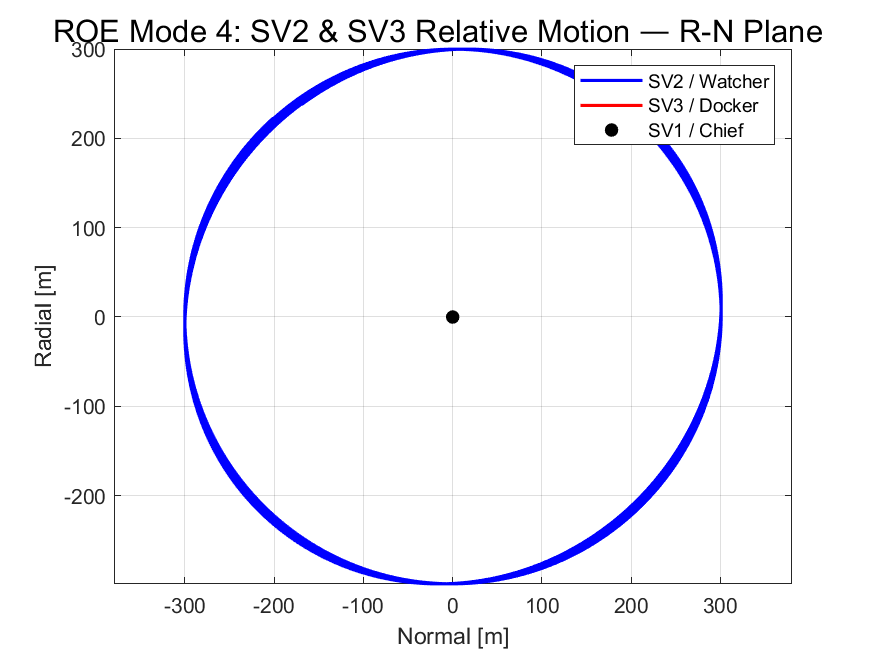 ROE Mode 4: SV2 & SV3 Relative Motion — R-N Plane
SV2 / Watcher
SV3 / Docker
SV1 / Chief
300
200
100
0
-100
-200
Radial [m]
-300 -200 -100 0 100 200 300
Normal [m]